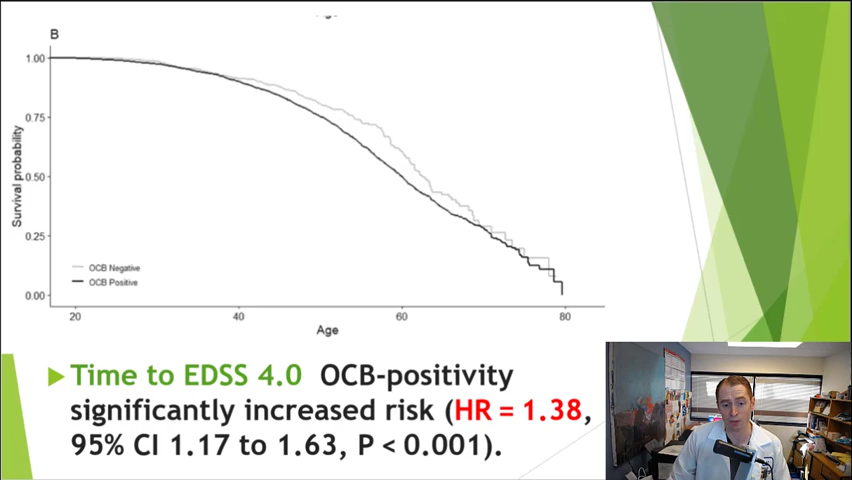 B
1.00
0.75
0.50
0.25
0.00
Survival probability
OCB Negative
OCB Positive
20 40 60 80
Age
Time to EDSS 4.0 OCB-positivity
significantly increased risk (HR = 1.38,
95% CI 1.17 to 1.63, P < 0.001).